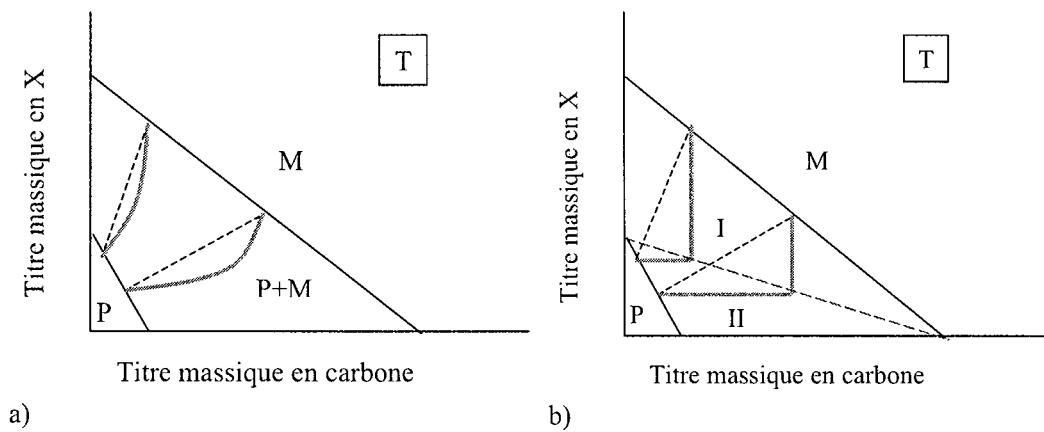 T
Titre massique en X
M
P+M
P
Titre massique en carbone
a)
T
Titre massique en X
M
I
P
II
Titre massique en carbone
b)